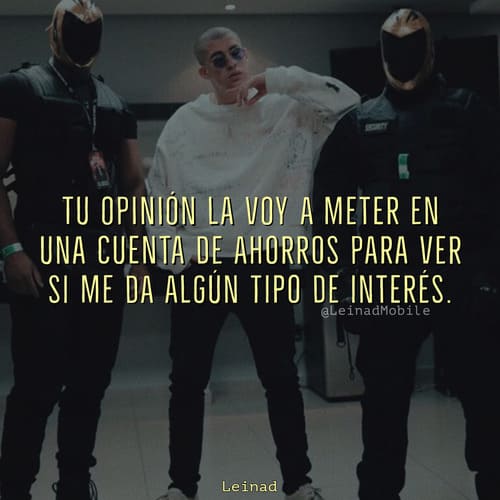 SECURITY
TU OPINIÓN LA VOY A METER EN
UNA CUENTA DE AHORROS PARA VER
SI ME DA ALGÚN TIPO DE INTERÉS.
@LeinadMobile
Leinad